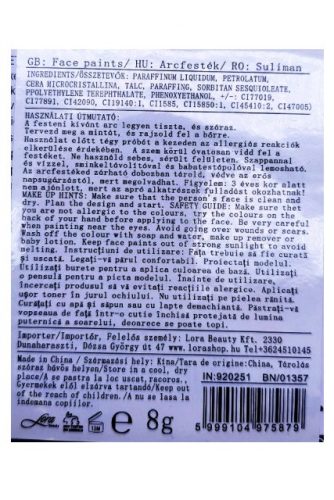 GB: Face paints/ HU: Arcfesték/ RO: Suliman
INGREDIENTS/ÖSSZETEVŐK: PARAFFINUM LIQUIDUM, PETROLATUM,
CERA MICROCRISTALLINA, TALC, PARAFFIN, SORBITAN SESQUIOLEATE,
PPOLYETHYLENE TEREPHTHALATE, PHENOXYETHANOL, +/-: CI77019,
CI77891, CI42090, CI19140:1, CI1585, CI15850:1, CI45410:2, CI47005)
HASZNÁLATI ÚTMUTATÓ:
A festeni kívánt arc legyen tiszta, és száraz.
Tervezd meg a mintát, és rajzold fel a bőrre.
Használat előtt tégy próbát a kezeden az allergiás reakciók
elkerülése érdekében. A szem körül óvatosan vidd fel a
festéket. Ne használd sebes, sérült felületen. Szappannal
és vízzel, sminkeltávolítóval és babatestápolóval lemosható.
Az arcfestéked zárható dobozban tárold, védve az erős
napsugárzástól, mert megolvadhat. Figyelem: 3 éves kor alatt
nem ajánlott, mert az apró alkatrészek fulladást okozhatnak!
MAKE UP HINTS: Make sure that the person's face is clean and
dry. Plan the design and start. SAFETY GUIDE: Make sure that
you are not allergic to the colours, try the colours on the
back of your hand before applying to the face. Be very careful
when painting near the eyes. Avoid going over wounds or scars.
Wash off the colour with soap and water, make up remover or
baby lotion. Keep face paints out of strong sunlight to avoid
melting. Instrucțiuni de utilizare: Fața trebuie să fie curată
și uscată. Legați-vă părul confortabil. Proiectați modelul.
Utilizați burete pentru a aplica culoarea de bază. Utilizați
o pensulă pentru a picta modelul. Înainte de utilizare,
încercați produsul să vă evitați reacțiile alergice. Aplicați
ușor toner în jurul ochiului. Nu utilizați pe pielea rănită.
Curățați cu apă și săpun sau cu lapte demachiant. Păstrați-vă
vopseaua de față într-o cutie închisă protejată de lumina
puternică a soarelui, deoarece se poate topi.
Importer/Importőr, Felelős személy: Lora Beauty Kft. 2330
Dunaharaszti, Dózsa György út 47 www.lorashop.hu Tel+3624510145
Made in China / Származási hely: Kína/Țara de origine:China, Tárolás
száraz hűvös helyen/Store in a cool, dry
place/A se pastra la loc uscat, racoros.
Gyermekek elől elzárva tartandó/Keep out
of the reach of children./A nu se lasa la
indemana copiilor.
IN:920251 BN/01357
Lora
12M
e 8g
5 999104 975879